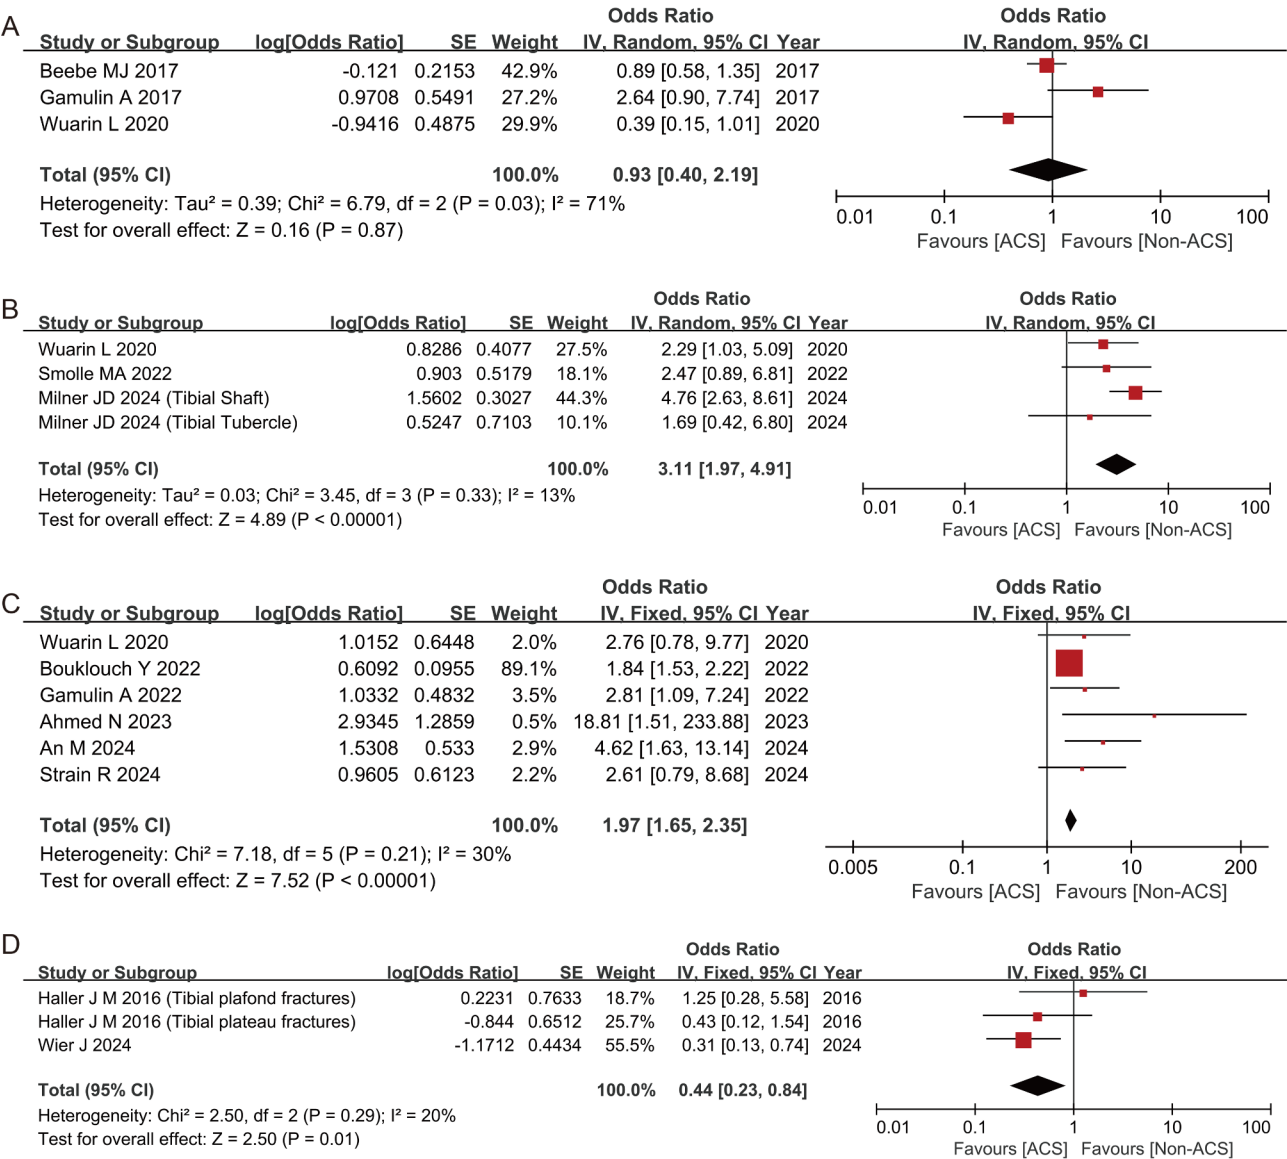 A
Odds Ratio Odds Ratio
Study or Subgroup log[Odds Ratio] SE Weight IV, Random, 95% CI Year IV, Random, 95% CI
Beebe MJ 2017 -0.121 0.2153 42.9% 0.89 [0.58, 1.35] 2017
Gamulin A 2017 0.9708 0.5491 27.2% 2.64 [0.90, 7.74] 2017
Wuarin L 2020 -0.9416 0.4875 29.9% 0.39 [0.15, 1.01] 2020
Total (95% CI) 100.0% 0.93 [0.40, 2.19]
Heterogeneity: Tau² = 0.39; Chi² = 6.79, df = 2 (P = 0.03); I² = 71%
Test for overall effect: Z = 0.16 (P = 0.87)
0.01 0.1 1 10 100
Favours [ACS] Favours [Non-ACS]
B
Odds Ratio Odds Ratio
Study or Subgroup log[Odds Ratio] SE Weight IV, Random, 95% CI Year IV, Random, 95% CI
Wuarin L 2020 0.8286 0.4077 27.5% 2.29 [1.03, 5.09] 2020
Smolle MA 2022 0.903 0.5179 18.1% 2.47 [0.89, 6.81] 2022
Milner JD 2024 (Tibial Shaft) 1.5602 0.3027 44.3% 4.76 [2.63, 8.61] 2024
Milner JD 2024 (Tibial Tubercle) 0.5247 0.7103 10.1% 1.69 [0.42, 6.80] 2024
Total (95% CI) 100.0% 3.11 [1.97, 4.91]
Heterogeneity: Tau² = 0.03; Chi² = 3.45, df = 3 (P = 0.33); I² = 13%
Test for overall effect: Z = 4.89 (P < 0.00001)
0.01 0.1 1 10 100
Favours [ACS] Favours [Non-ACS]
C
Odds Ratio Odds Ratio
Study or Subgroup log[Odds Ratio] SE Weight IV, Fixed, 95% CI Year IV, Fixed, 95% CI
Wuarin L 2020 1.0152 0.6448 2.0% 2.76 [0.78, 9.77] 2020
Bouklouch Y 2022 0.6092 0.0955 89.1% 1.84 [1.53, 2.22] 2022
Gamulin A 2022 1.0332 0.4832 3.5% 2.81 [1.09, 7.24] 2022
Ahmed N 2023 2.9345 1.2859 0.5% 18.81 [1.51, 233.88] 2023
An M 2024 1.5308 0.533 2.9% 4.62 [1.63, 13.14] 2024
Strain R 2024 0.9605 0.6123 2.2% 2.61 [0.79, 8.68] 2024
Total (95% CI) 100.0% 1.97 [1.65, 2.35]
Heterogeneity: Chi² = 7.18, df = 5 (P = 0.21); I² = 30%
Test for overall effect: Z = 7.52 (P < 0.00001)
0.005 0.1 1 10 200
Favours [ACS] Favours [Non-ACS]
D
Odds Ratio Odds Ratio
Study or Subgroup log[Odds Ratio] SE Weight IV, Fixed, 95% CI Year IV, Fixed, 95% CI
Haller J M 2016 (Tibial plafond fractures) 0.2231 0.7633 18.7% 1.25 [0.28, 5.58] 2016
Haller J M 2016 (Tibial plateau fractures) -0.844 0.6512 25.7% 0.43 [0.12, 1.54] 2016
Wier J 2024 -1.1712 0.4434 55.5% 0.31 [0.13, 0.74] 2024
Total (95% CI) 100.0% 0.44 [0.23, 0.84]
Heterogeneity: Chi² = 2.50, df = 2 (P = 0.29); I² = 20%
Test for overall effect: Z = 2.50 (P = 0.01)
0.01 0.1 1 10 100
Favours [ACS] Favours [Non-ACS]